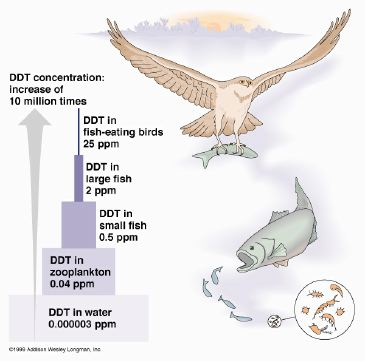 DDT concentration:
increase of
10 million times
DDT in
fish-eating birds
25 ppm
DDT in
large fish
2 ppm
DDT in
small fish
0.5 ppm
DDT in
zooplankton
0.04 ppm
DDT in water
0.000003 ppm
©1999 Addison Wesley Longman, Inc.